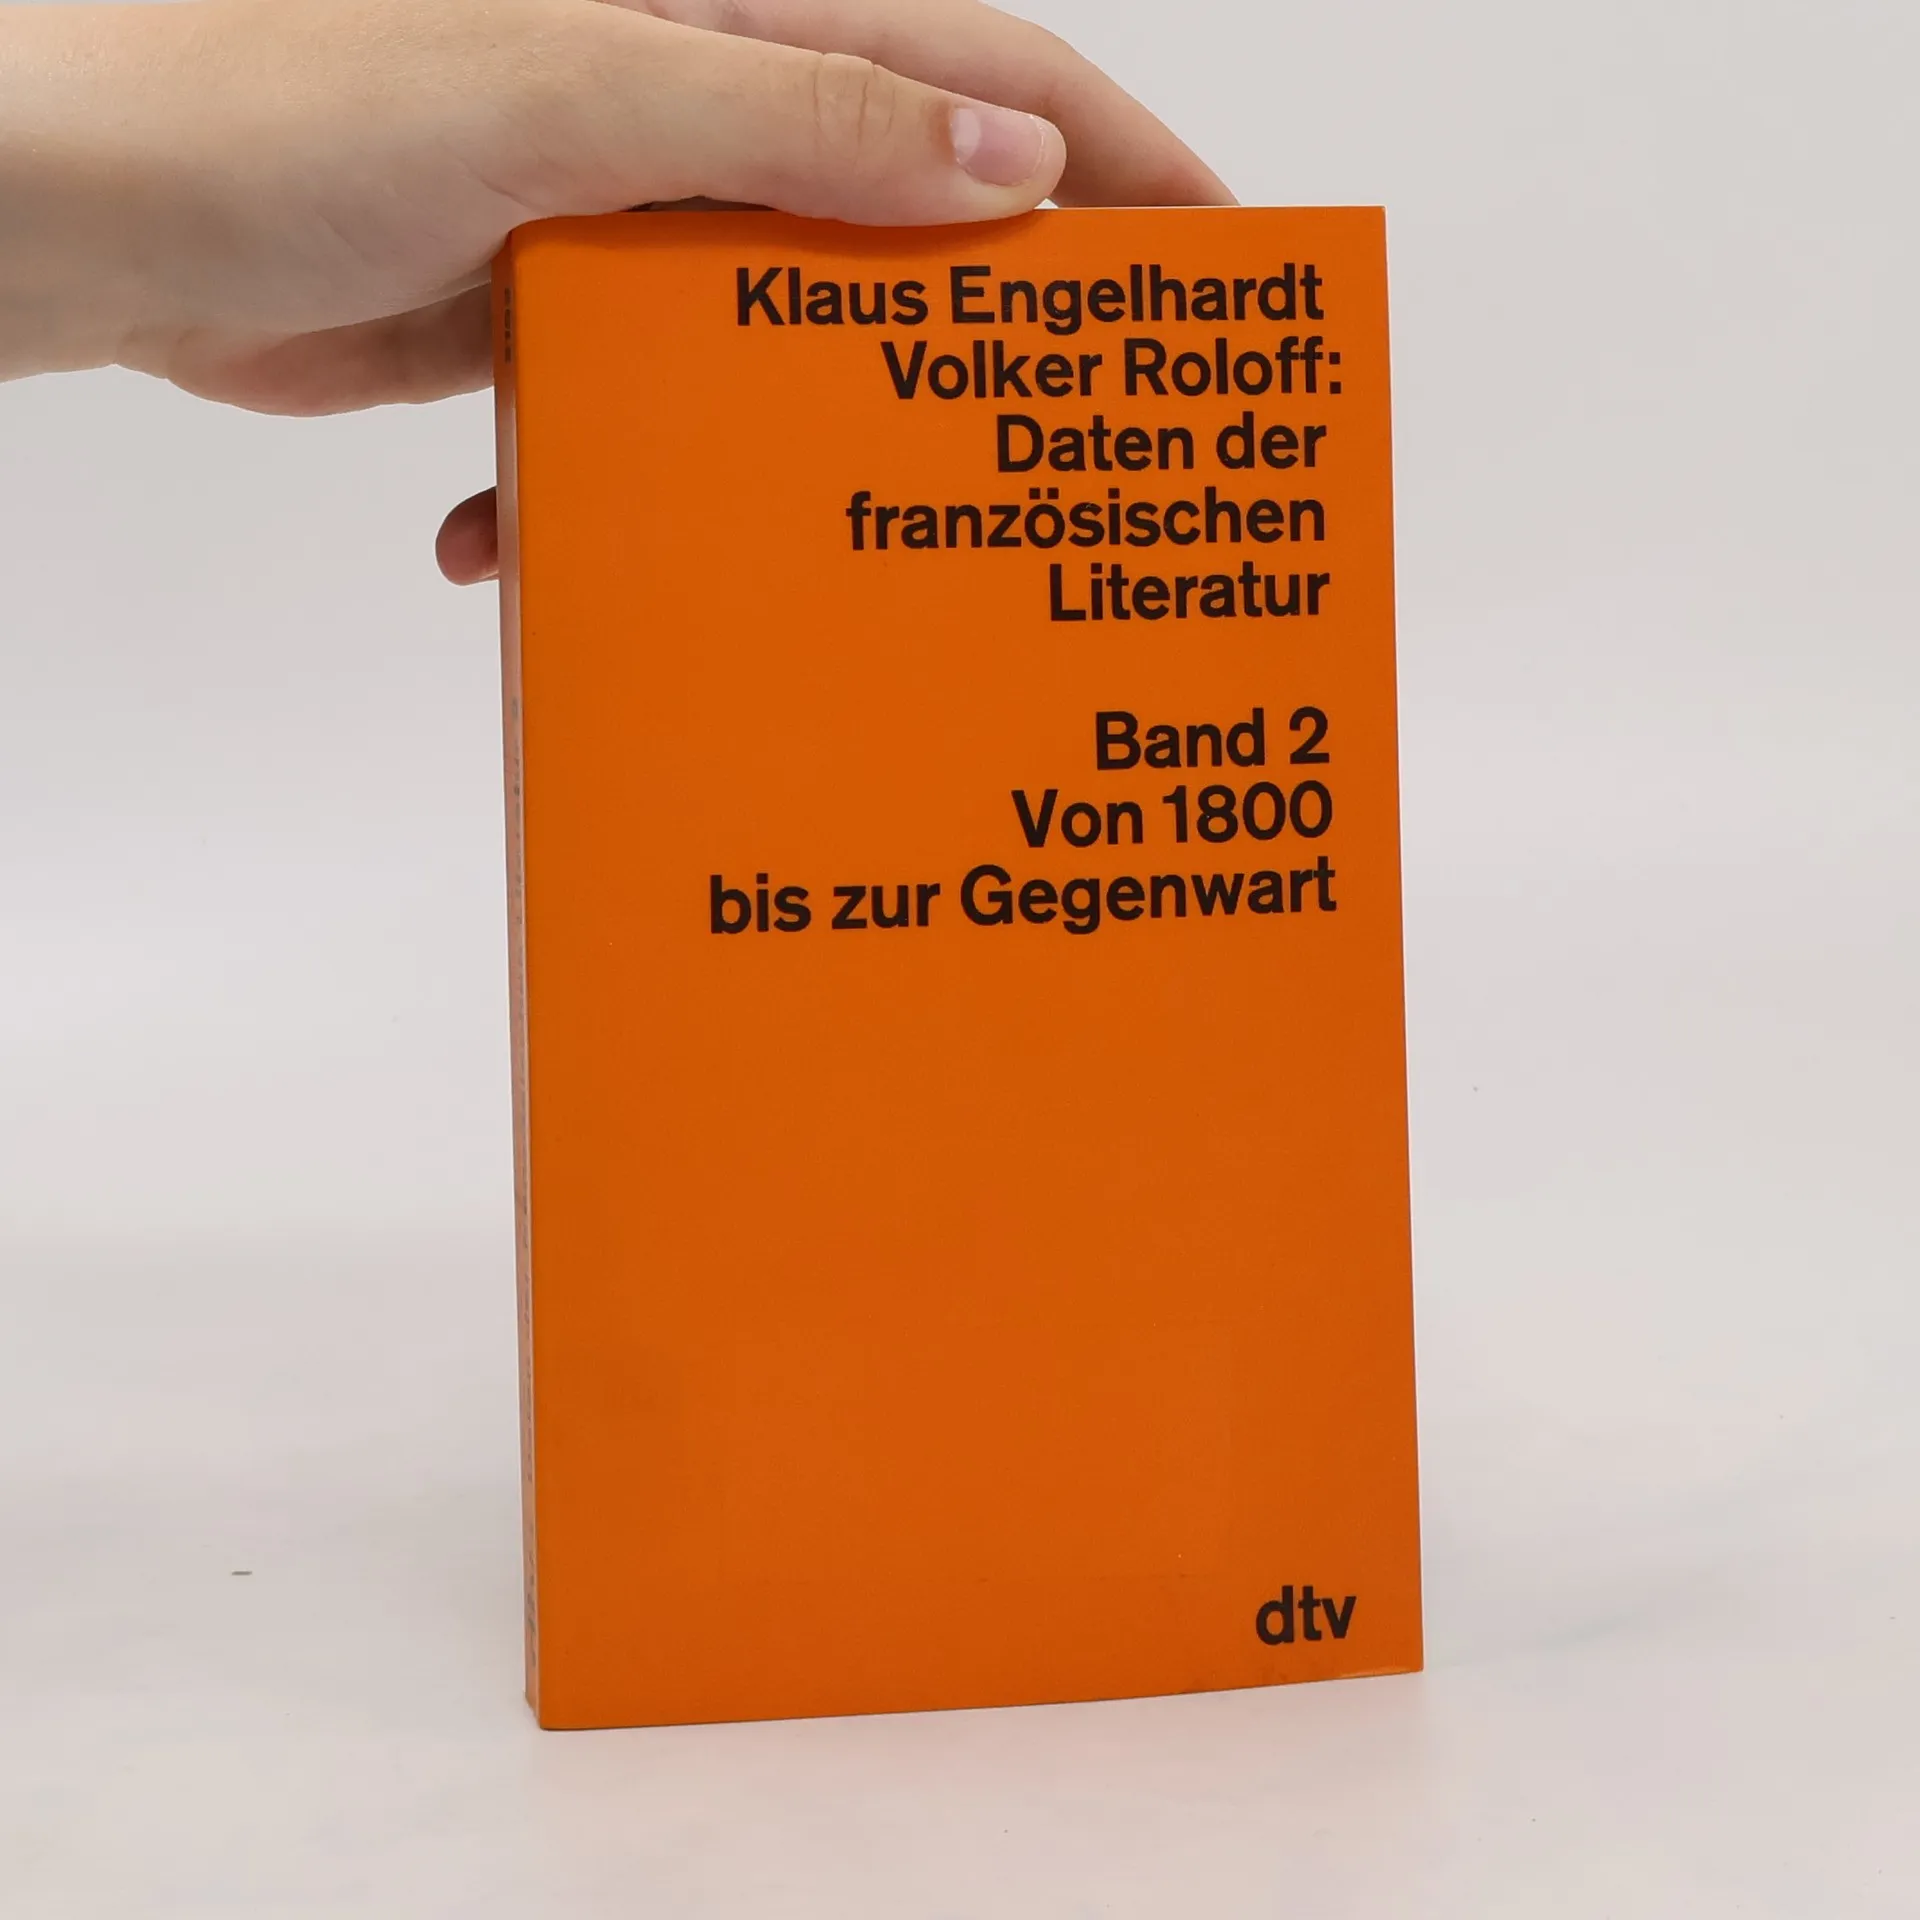 Klaus Engelhardt
Volker Roloff:
Daten der
französischen
Literatur
Band 2
Von 1800
bis zur Gegenwart
dtv